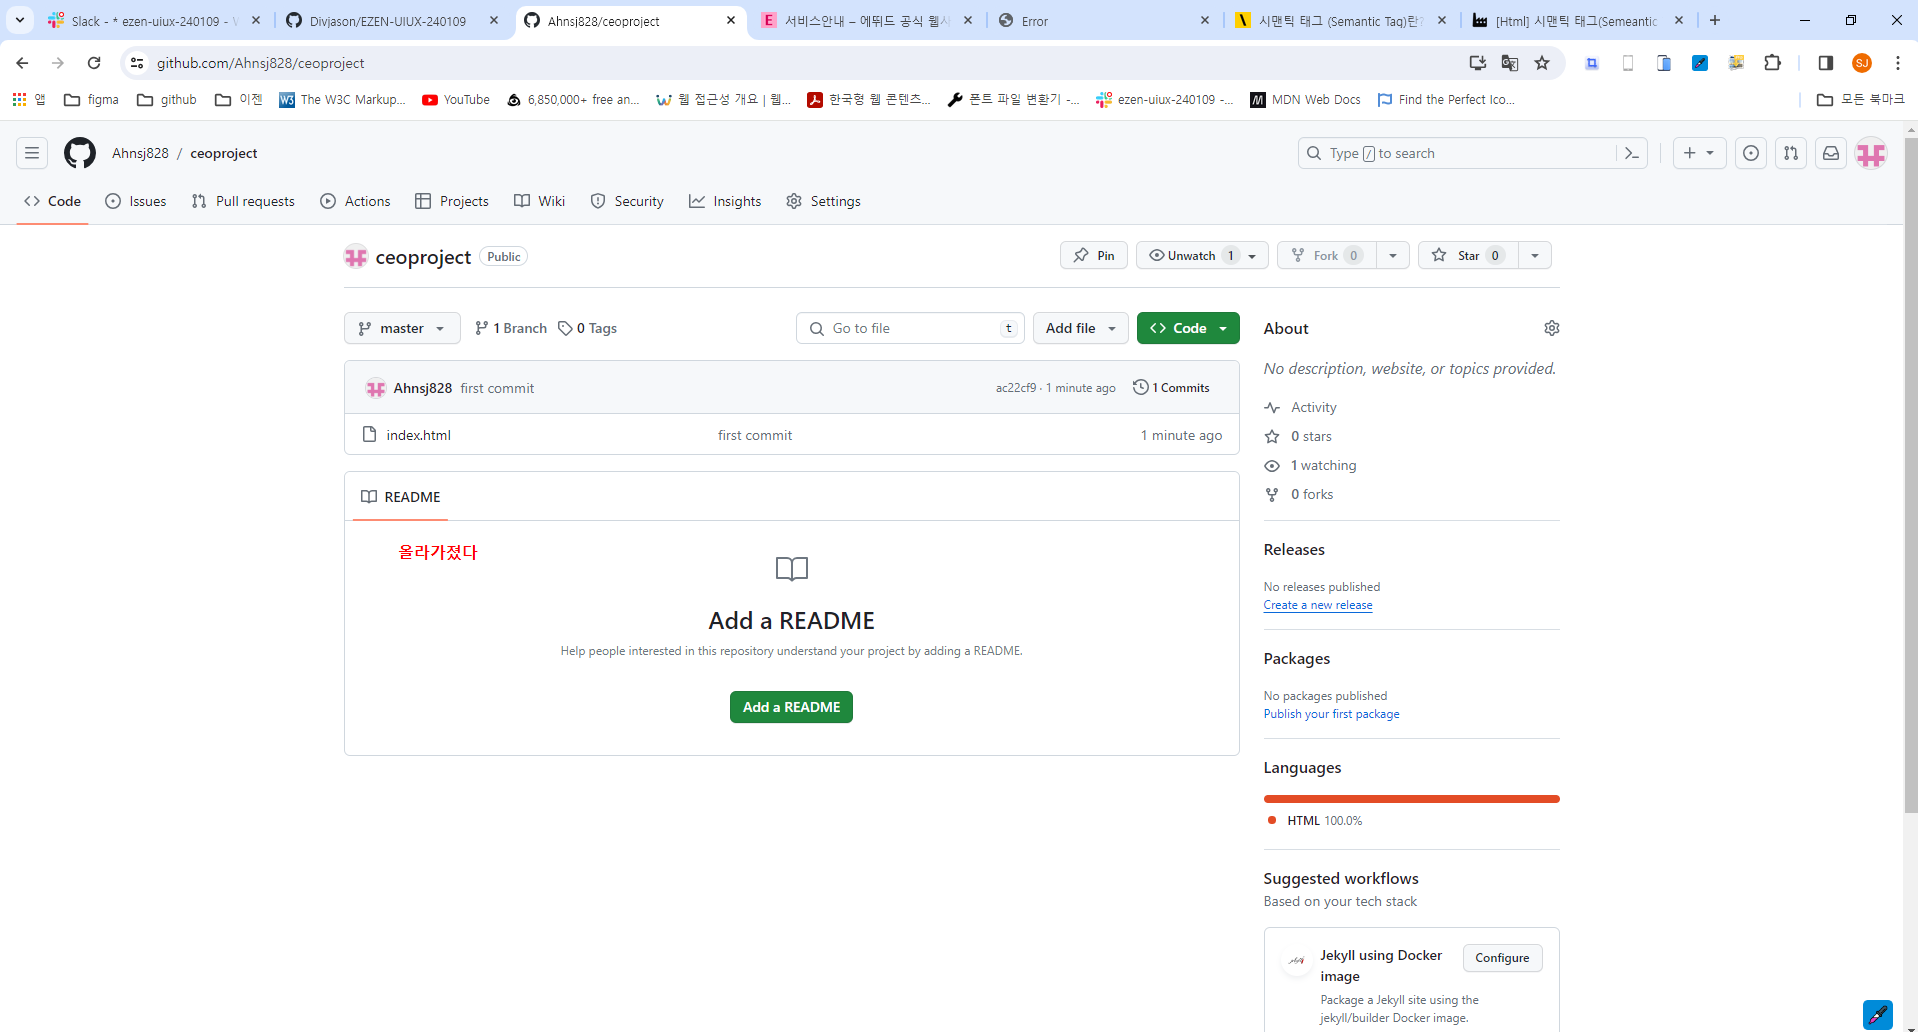 Slack - * ezen-uiux-240109 -
Divjason/EZEN-UIUX-240109
Ahnsj828/ceoproject
서비스안내 – 에뛰드 공식 웹사
Error
시맨틱 태그 (Semantic Tag)란?
[Html] 시맨틱 태그(Semeantic
github.com/Ahnsj828/ceoproject
SJ
앱
figma
github
이젠
The W3C Markup...
YouTube
6,850,000+ free an...
웹 접근성 개요 | 웹...
한국형 웹 콘텐츠...
폰트 파일 변환기 -...
ezen-uiux-240109 -...
MDN Web Docs
Find the Perfect Ico...
모든 북마크
Ahnsj828 / ceoproject
Type / to search
Code
Issues
Pull requests
Actions
Projects
Wiki
Security
Insights
Settings
ceoproject Public
Pin
Unwatch 1
Fork 0
Star 0
master
1 Branch
0 Tags
Go to file t
Add file
Code
Ahnsj828 first commit
ac22cf9 · 1 minute ago
1 Commits
index.html first commit 1 minute ago
README
올라가졌다
Add a README
Help people interested in this repository understand your project by adding a README.
Add a README
About
No description, website, or topics provided.
Activity
0 stars
1 watching
0 forks
Releases
No releases published
Create a new release
Packages
No packages published
Publish your first package
Languages
HTML 100.0%
Suggested workflows
Based on your tech stack
Jekyll using Docker
image
Configure
Package a Jekyll site using the
jekyll/builder Docker image.